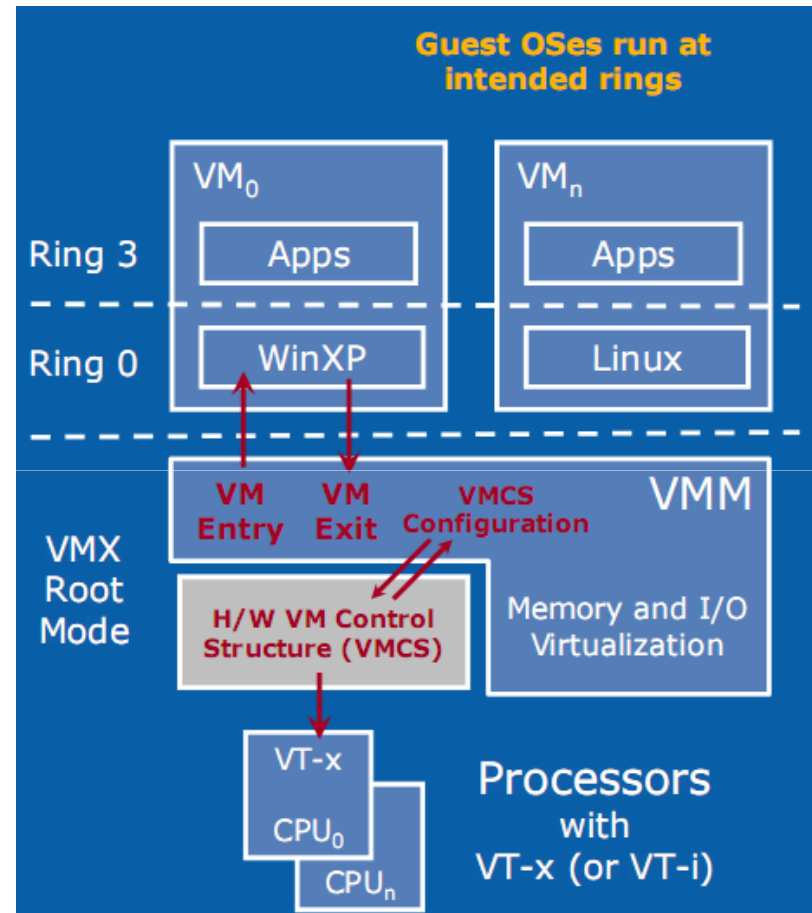 Guest OSes run at
intended rings
VM₀
VMₙ
Ring 3
Apps
Apps
Ring 0
WinXP
Linux
VM
Entry
VM
Exit
VMCS
Configuration
VMM
VMX
Root
Mode
H/W VM Control
Structure (VMCS)
Memory and I/O
Virtualization
VT-x
CPU₀
CPUₙ
Processors
with
VT-x (or VT-i)